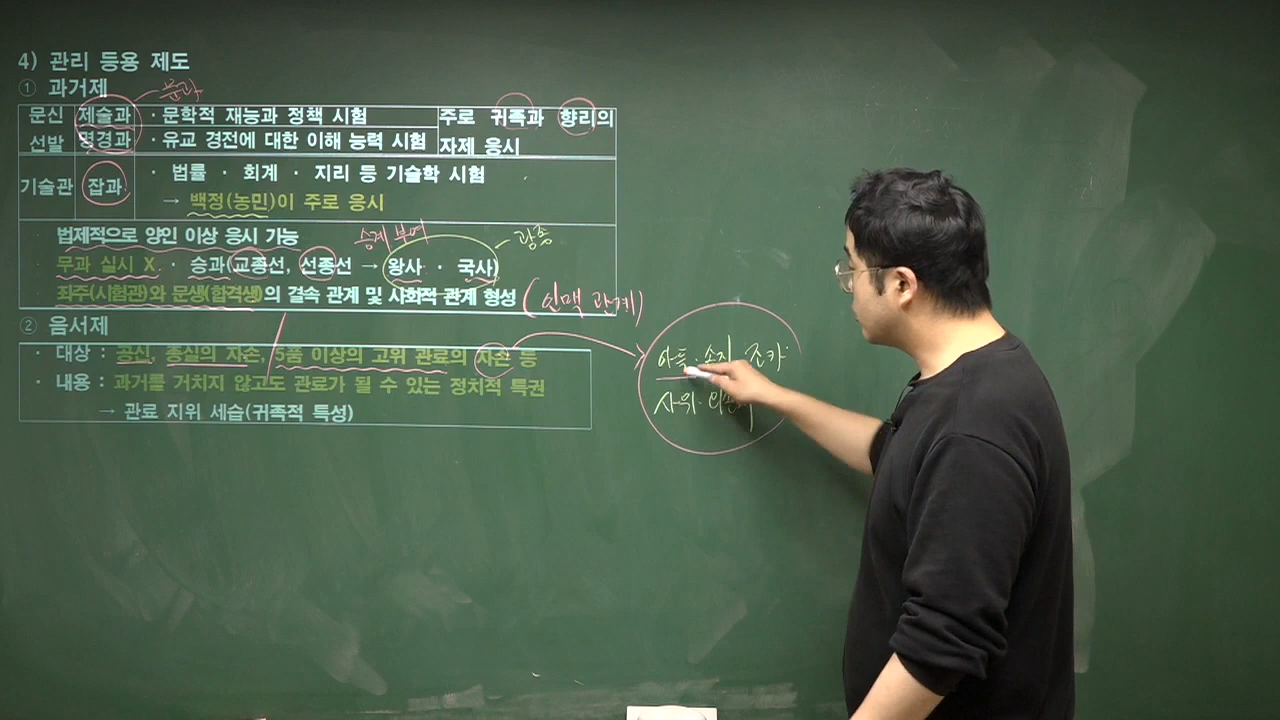 4) 관리 등용 제도
① 과거제
문과
문신 선발
제술과 · 문학적 재능과 정책 시험
명경과 · 유교 경전에 대한 이해 능력 시험
주로 귀족과 향리의
자제 응시
기술관 잡과 · 법률 · 회계 · 지리 등 기술학 시험
→ 백정(농민)이 주로 응시
· 법제적으로 양인 이상 응시 가능
승계 부여
광종
· 무과 실시 X · 승과(교종선, 선종선 → 왕사 · 국사)
· 좌주(시험관)와 문생(합격생)의 결속 관계 및 사회적 관계 형성 (인맥 관계)
② 음서제
· 대상 : 공신, 종실의 자손, 5품 이상의 고위 관료의 자손 등
· 내용 : 과거를 거치지 않고도 관료가 될 수 있는 정치적 특권
→ 관료 지위 세습(귀족적 특성)
아들·손자·조카·
사위·